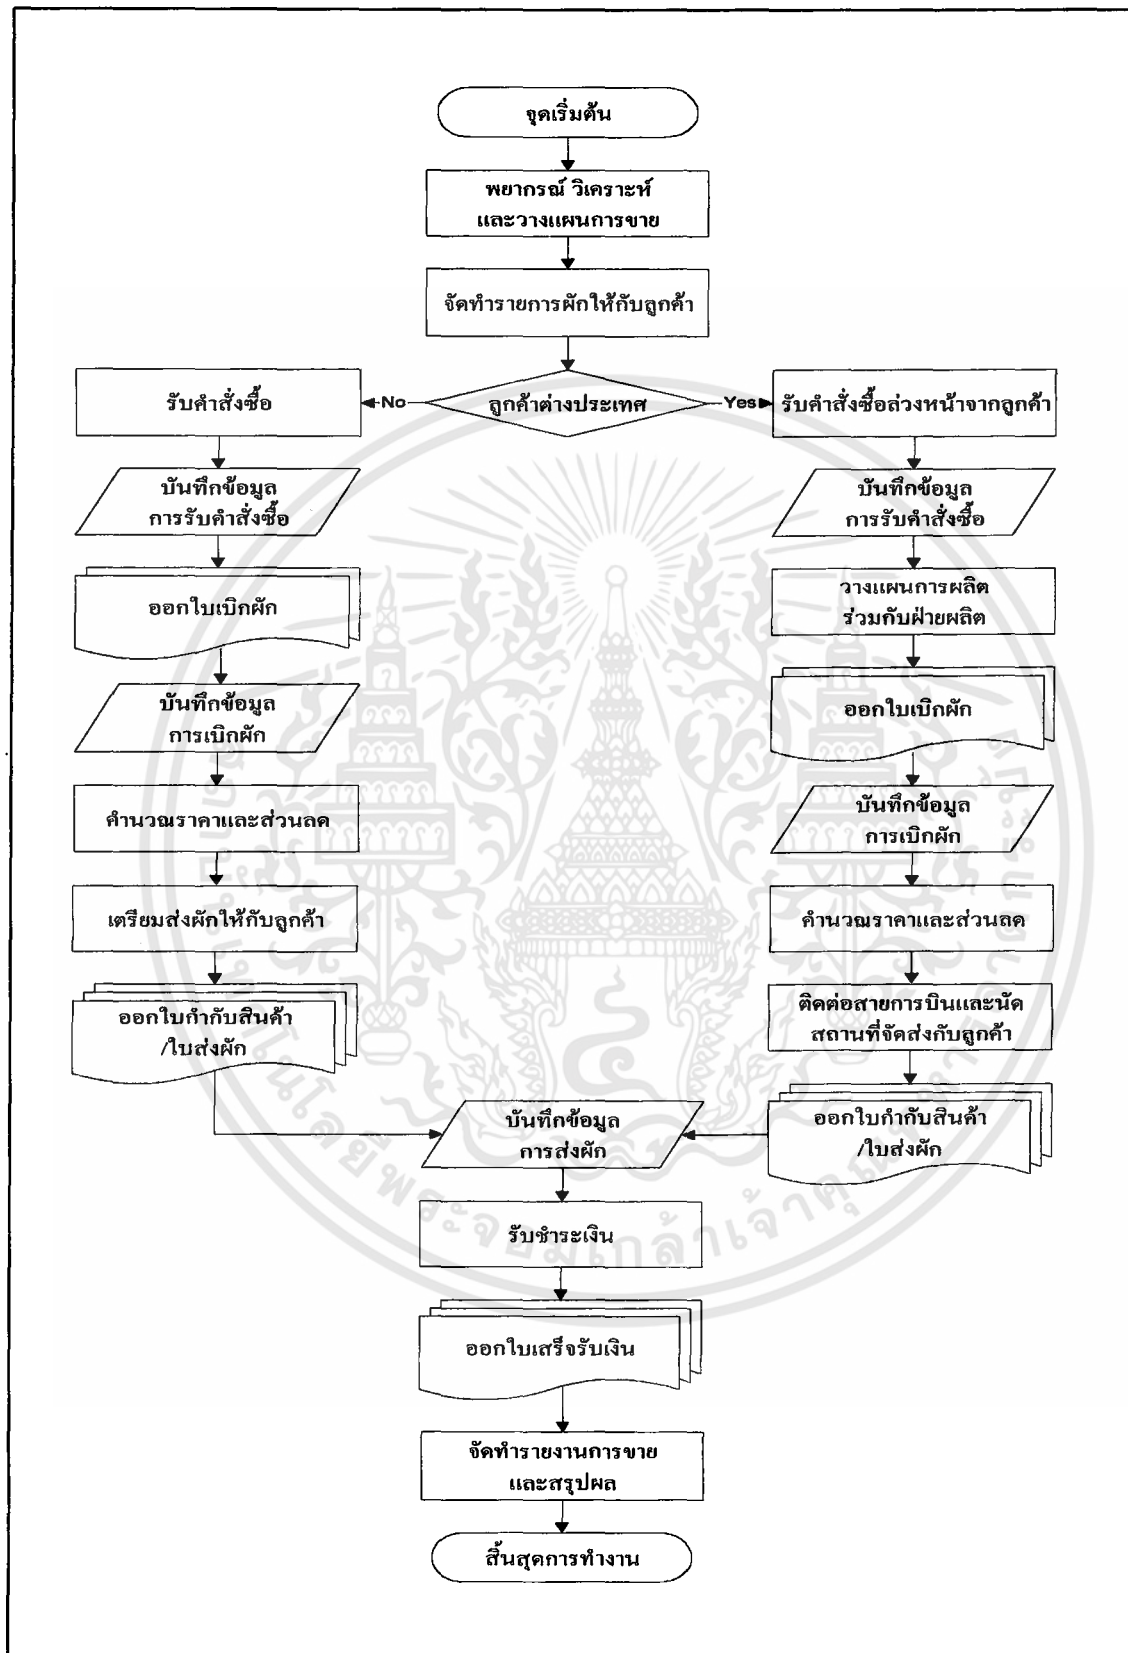 จุดเริ่มต้น
พยากรณ์ วิเคราะห์
และวางแผนการขาย
จัดทำรายการผักให้กับลูกค้า
ลูกค้าต่างประเทศ
No
Yes
รับคำสั่งซื้อ
บันทึกข้อมูล
การรับคำสั่งซื้อ
ออกใบเบิกผัก
บันทึกข้อมูล
การเบิกผัก
คำนวณราคาและส่วนลด
เตรียมส่งผักให้กับลูกค้า
ออกใบกำกับสินค้า
/ใบส่งผัก
รับคำสั่งซื้อล่วงหน้าจากลูกค้า
บันทึกข้อมูล
การรับคำสั่งซื้อ
วางแผนการผลิต
ร่วมกับฝ่ายผลิต
ออกใบเบิกผัก
บันทึกข้อมูล
การเบิกผัก
คำนวณราคาและส่วนลด
ติดต่อสายการบินและนัด
สถานที่จัดส่งกับลูกค้า
ออกใบกำกับสินค้า
/ใบส่งผัก
บันทึกข้อมูล
การส่งผัก
รับชำระเงิน
ออกใบเสร็จรับเงิน
จัดทำรายงานการขาย
และสรุปผล
สิ้นสุดการทำงาน